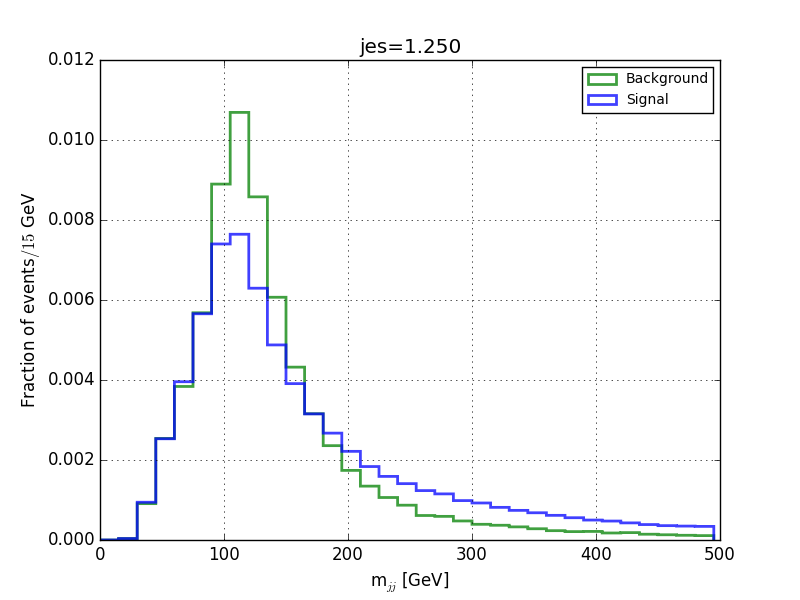 jes=1.250
Background
Signal
0.012
0.010
0.008
0.006
0.004
0.002
0.000
Fraction of events/15 GeV
0 100 200 300 400 500
m_jj [GeV]